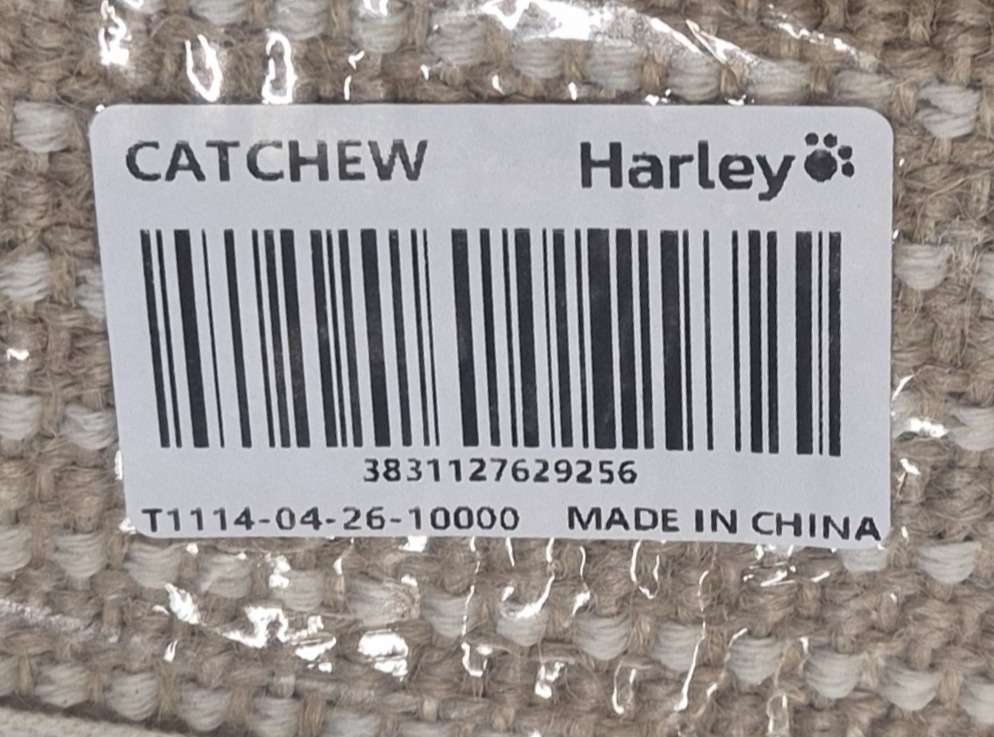 CATCHEW Harley
3831127629256
T1114-04-26-10000 MADE IN CHINA